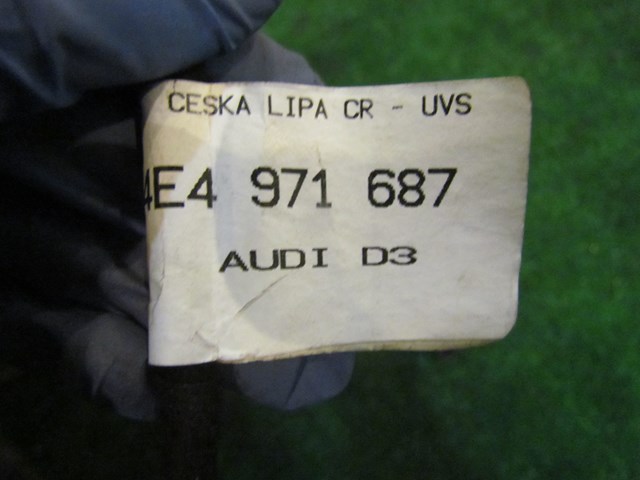 CESKA LIPA CR - UVS
4E4 971 687
AUDI D3